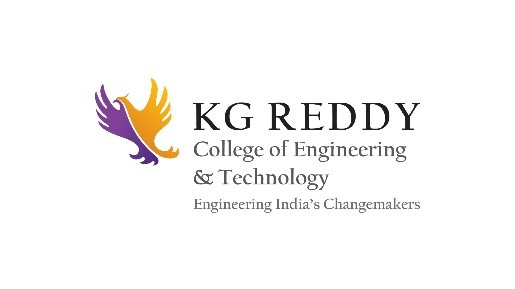 KG REDDY
College of Engineering
& Technology
Engineering India's Changemakers